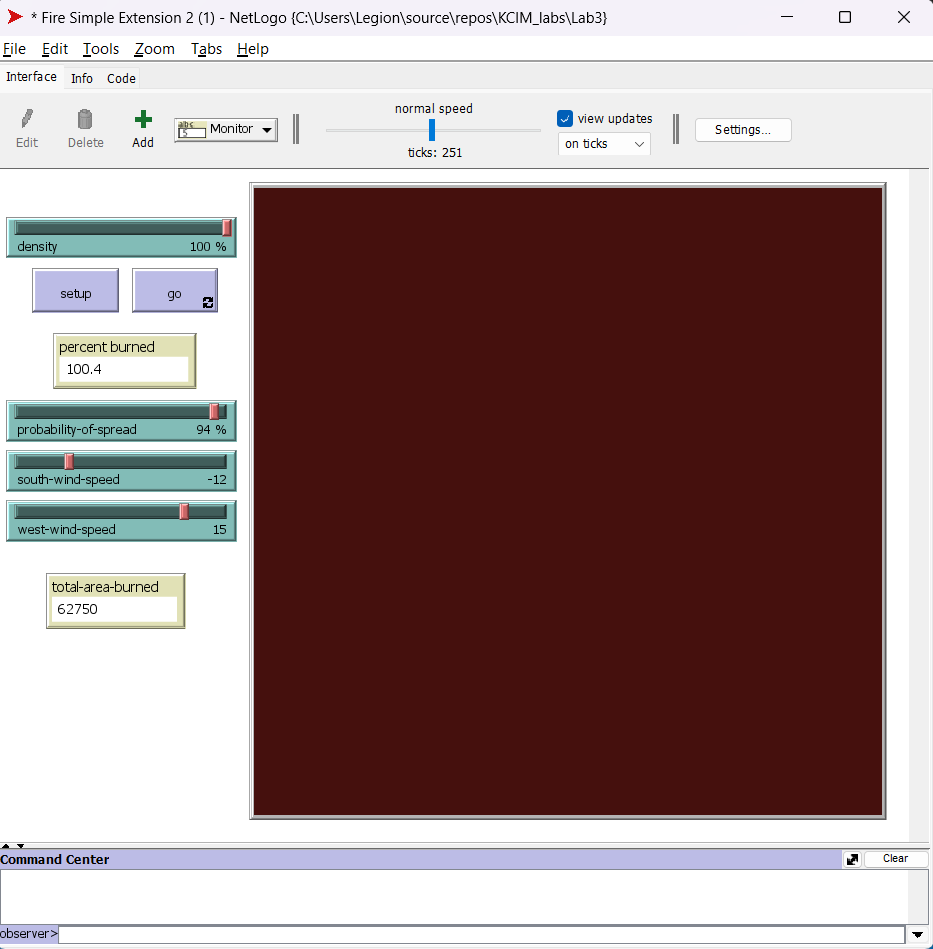 * Fire Simple Extension 2 (1) - NetLogo {C:\Users\Legion\source\repos\KCIM_labs\Lab3}
File Edit Tools Zoom Tabs Help
Interface Info Code
normal speed
view updates
Edit Delete Add
abc
15
Monitor
ticks: 251
on ticks
Settings...
density 100 %
setup go
percent burned
100.4
probability-of-spread 94 %
south-wind-speed -12
west-wind-speed 15
total-area-burned
62750
Command Center Clear
observer>